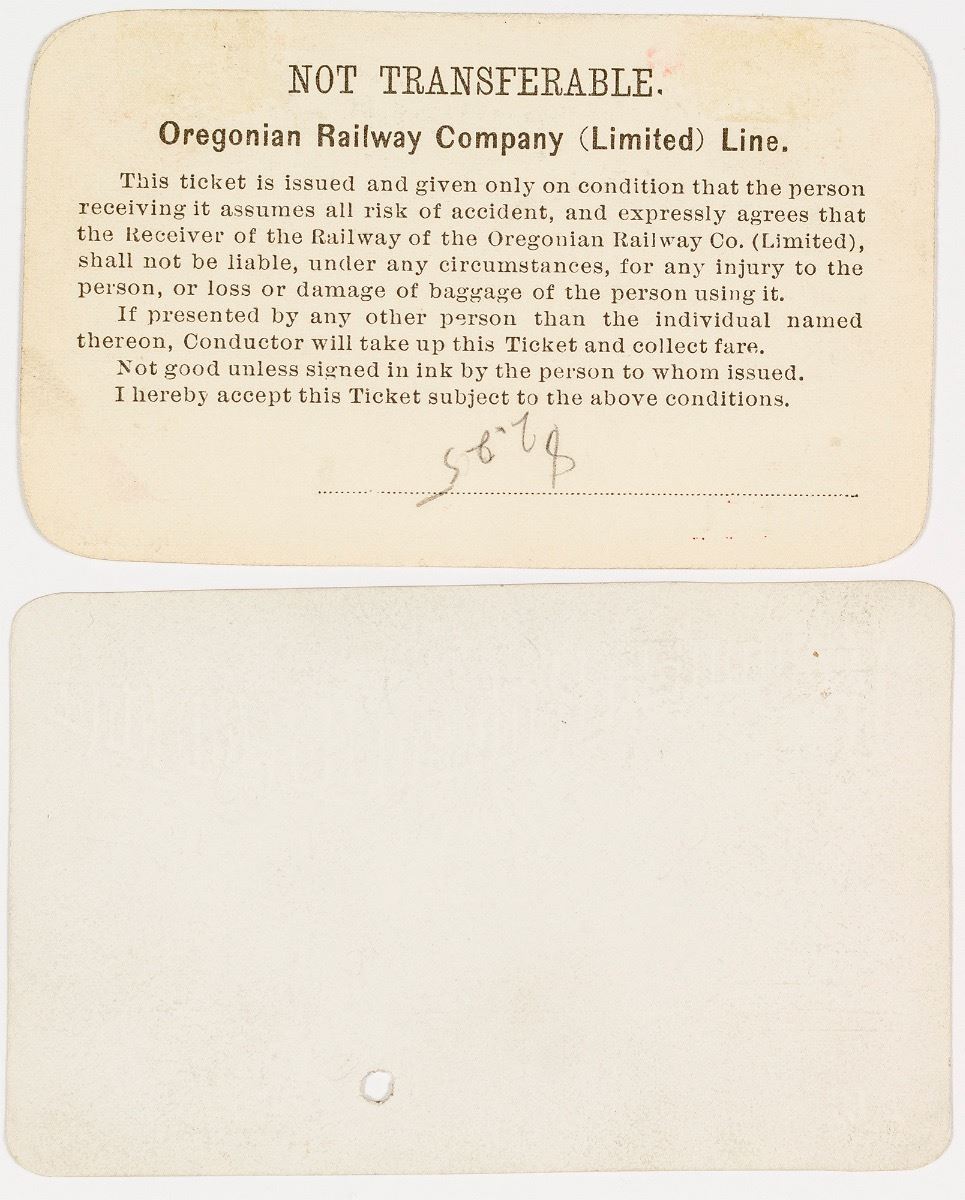 NOT TRANSFERABLE.
Oregonian Railway Company (Limited) Line.
This ticket is issued and given only on condition that the person
receiving it assumes all risk of accident, and expressly agrees that
the Receiver of the Railway of the Oregonian Railway Co. (Limited),
shall not be liable, under any circumstances, for any injury to the
person, or loss or damage of baggage of the person using it.
If presented by any other person than the individual named
thereon, Conductor will take up this Ticket and collect fare.
Not good unless signed in ink by the person to whom issued.
I hereby accept this Ticket subject to the above conditions.